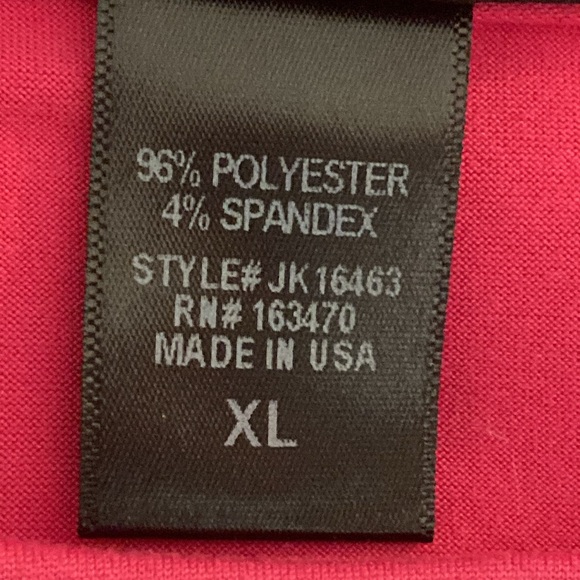 96% POLYESTER
4% SPANDEX
STYLE# JK16463
RN# 163470
MADE IN USA
XL